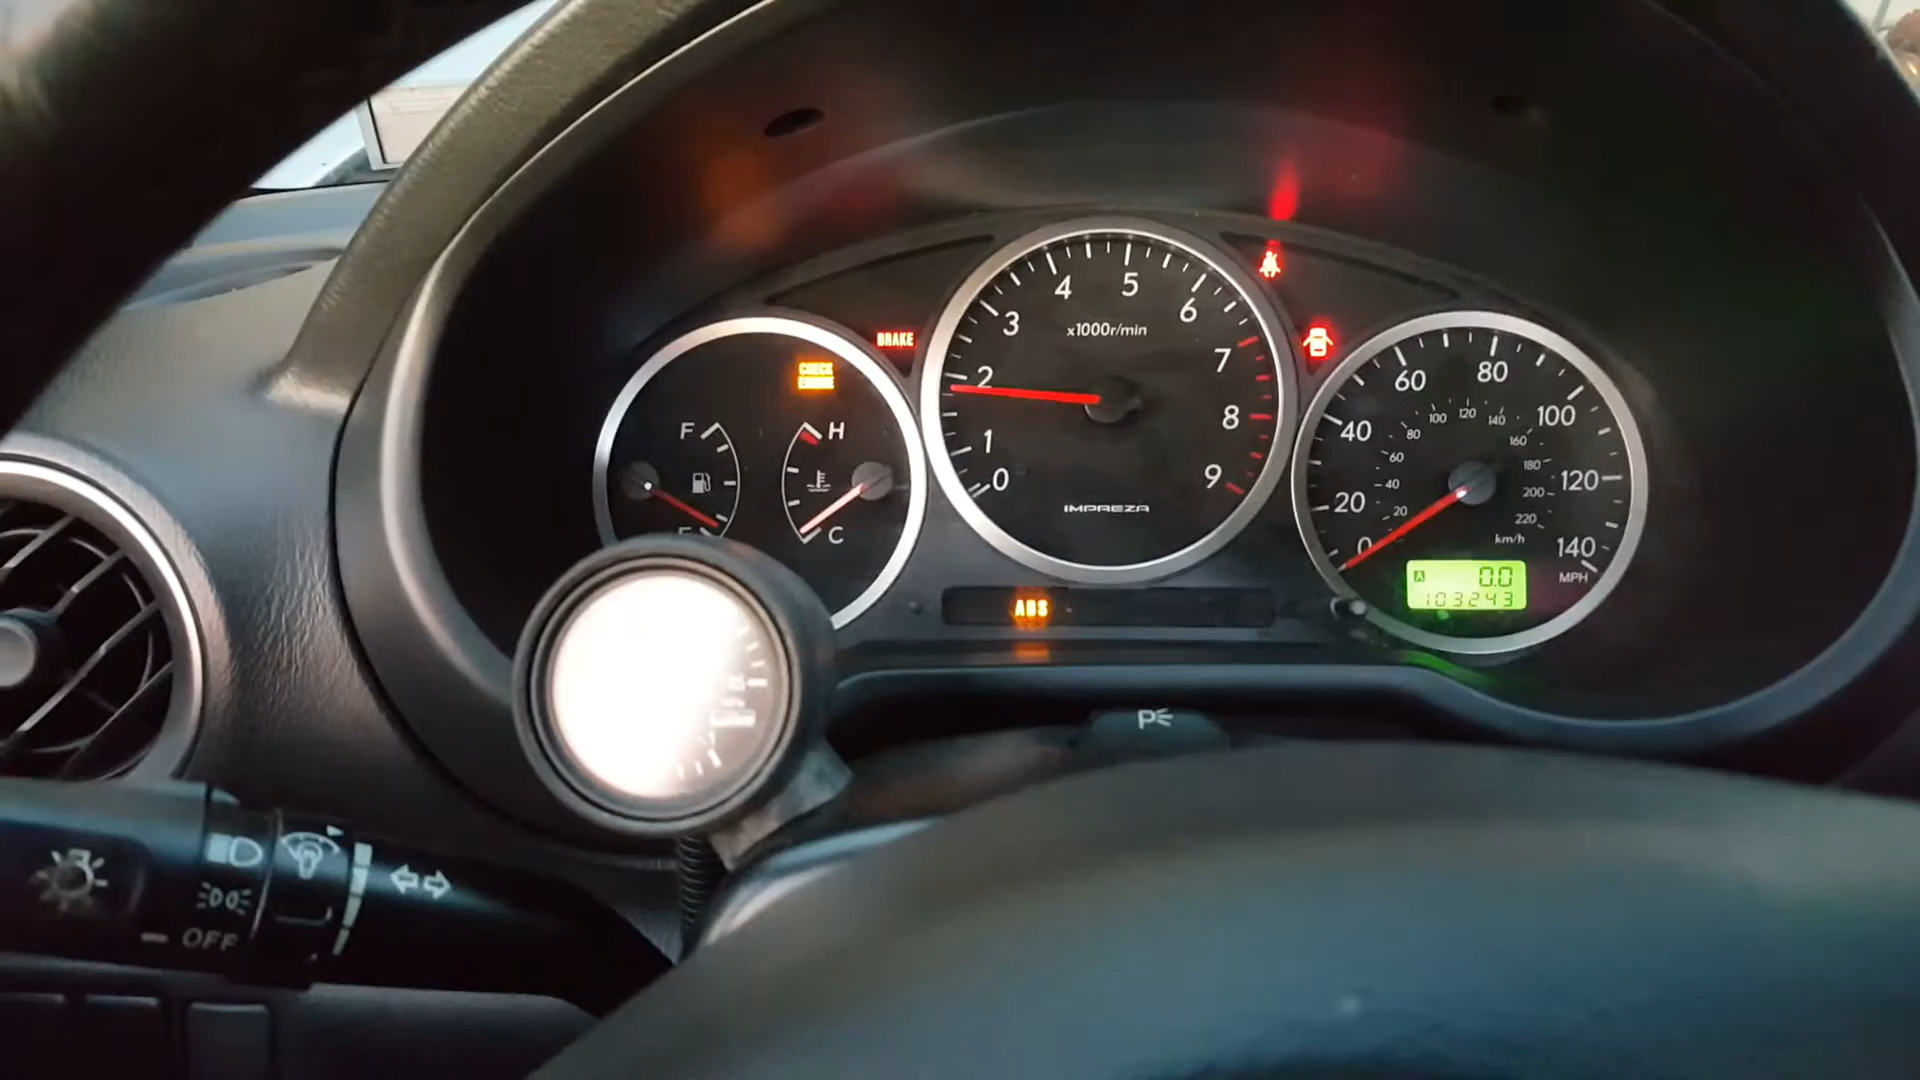 BRAKE
CHECK
ENGINE
F
H
C
0
1
2
3
4
5
6
7
8
9
x1000r/min
IMPREZA
0
20
40
60
80
100
120
140
MPH
20
40
60
80
100
120
140
160
180
200
220
km/h
A 0.0
103243
ABS
P
OFF